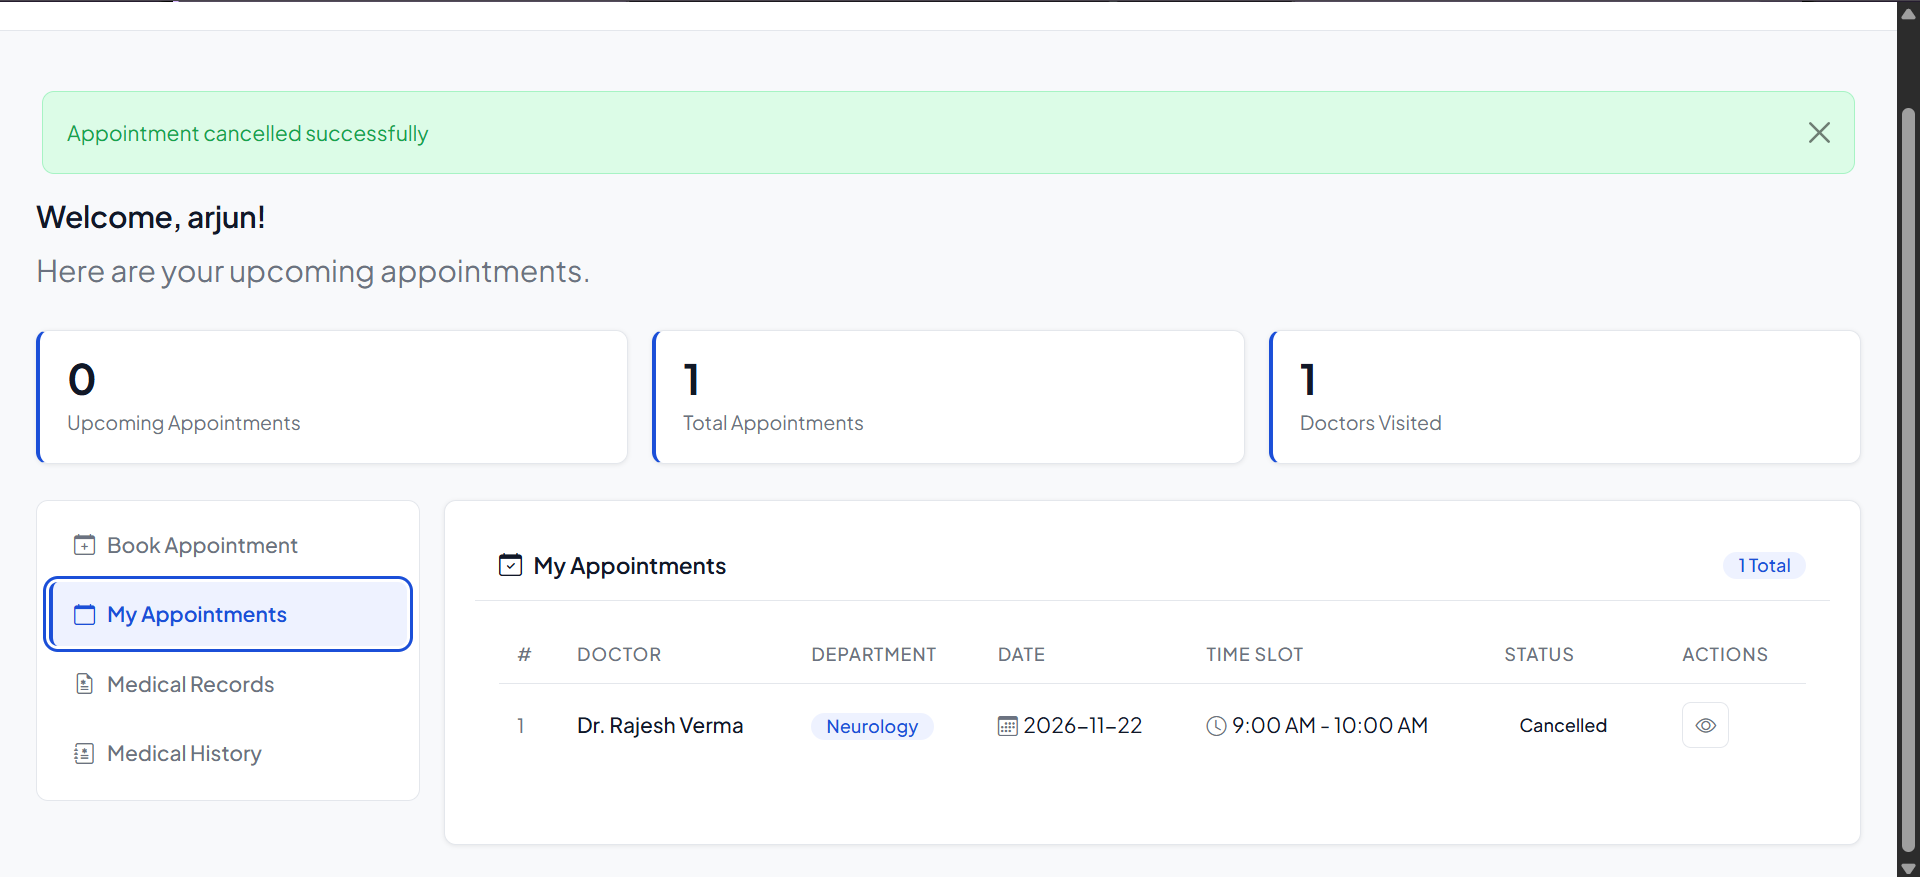 Appointment cancelled successfully
Welcome, arjun!
Here are your upcoming appointments.
0
Upcoming Appointments
1
Total Appointments
1
Doctors Visited
Book Appointment
My Appointments
Medical Records
Medical History
My Appointments
1 Total
# DOCTOR DEPARTMENT DATE TIME SLOT STATUS ACTIONS
1 Dr. Rajesh Verma Neurology 2026-11-22 9:00 AM - 10:00 AM Cancelled